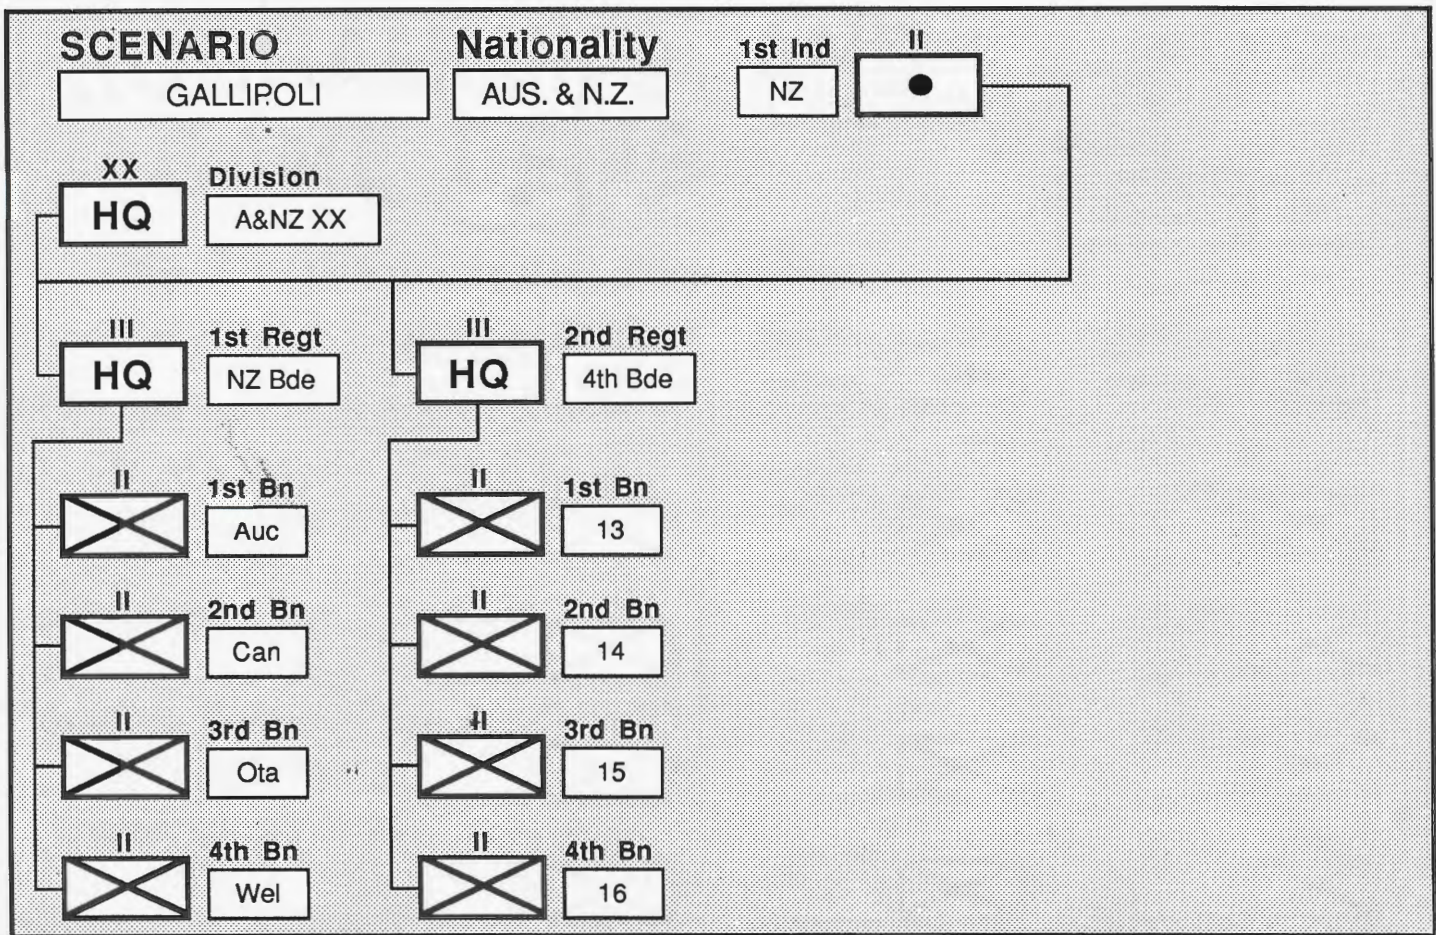 SCENARIO
GALLIPOLI
Nationality
AUS. & N.Z.
1st Ind
NZ
II
XX
HQ
Division
A&NZ XX
III
HQ
1st Regt
NZ Bde
III
HQ
2nd Regt
4th Bde
II
1st Bn
Auc
II
1st Bn
13
II
2nd Bn
Can
II
2nd Bn
14
II
3rd Bn
Ota
II
3rd Bn
15
II
4th Bn
Wel
II
4th Bn
16